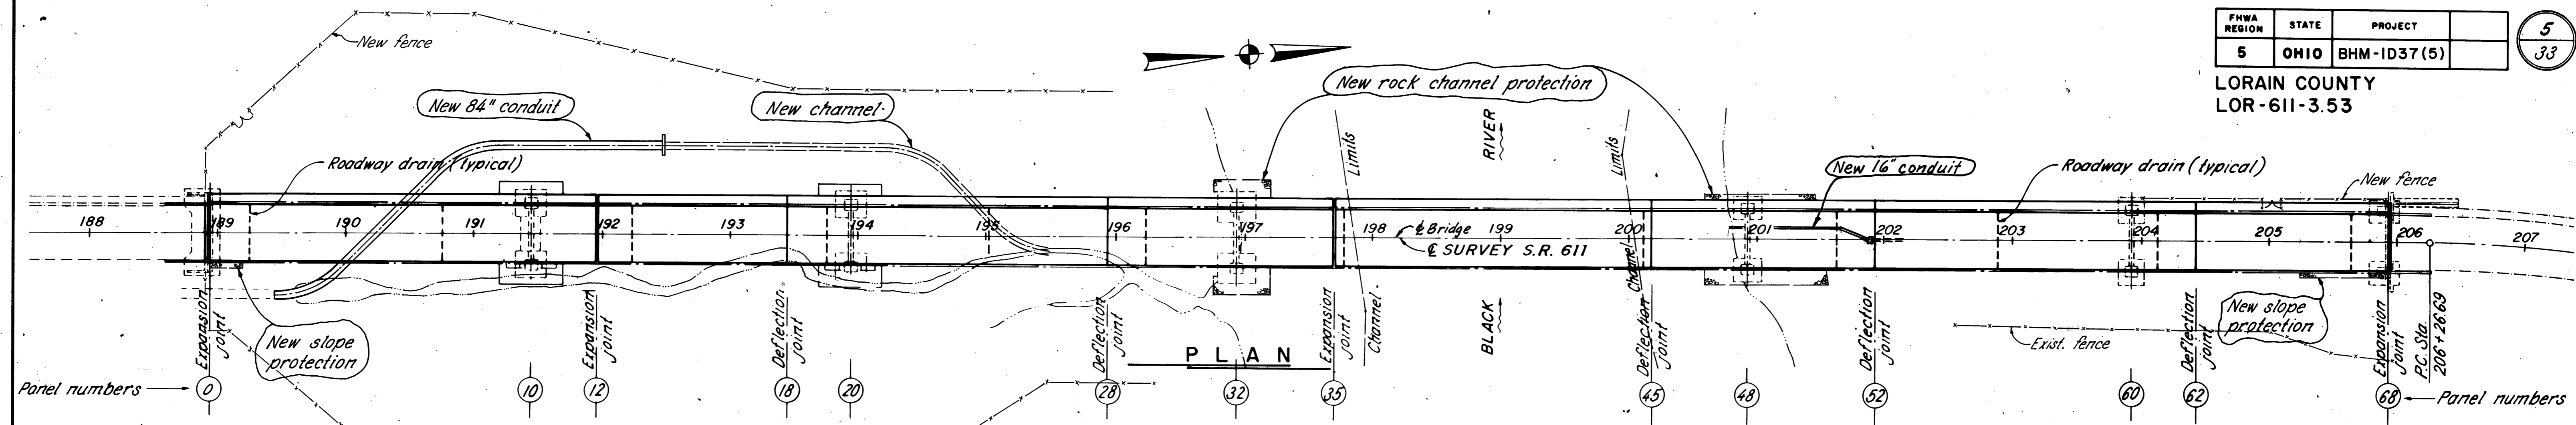 FHWA REGION STATE PROJECT
5 OHIO BHM-1D37(5)
5
33
LORAIN COUNTY
LOR-611-3.53
New fence
New 84" conduit
New channel
New rock channel protection
Roadway drain (typical)
Limits
RIVER
Limits
New 16" conduit
Roadway drain (typical)
New fence
188 189 190 191 192 193 194 195 196 197 198 199 200 201 202 203 204 205 206 207
℄ Bridge
℄ SURVEY S.R. 611
Expansion joint
New slope protection
Expansion joint
Deflection joint
Deflection joint
PLAN
Expansion joint
Channel
BLACK
Channel
Deflection joint
Deflection joint
Exist. fence
Deflection joint
New slope protection
Expansion joint
P.C. Sta.
206+26.69
Panel numbers 0 10 12 18 20 28 32 35 45 48 52 60 62 68 Panel numbers